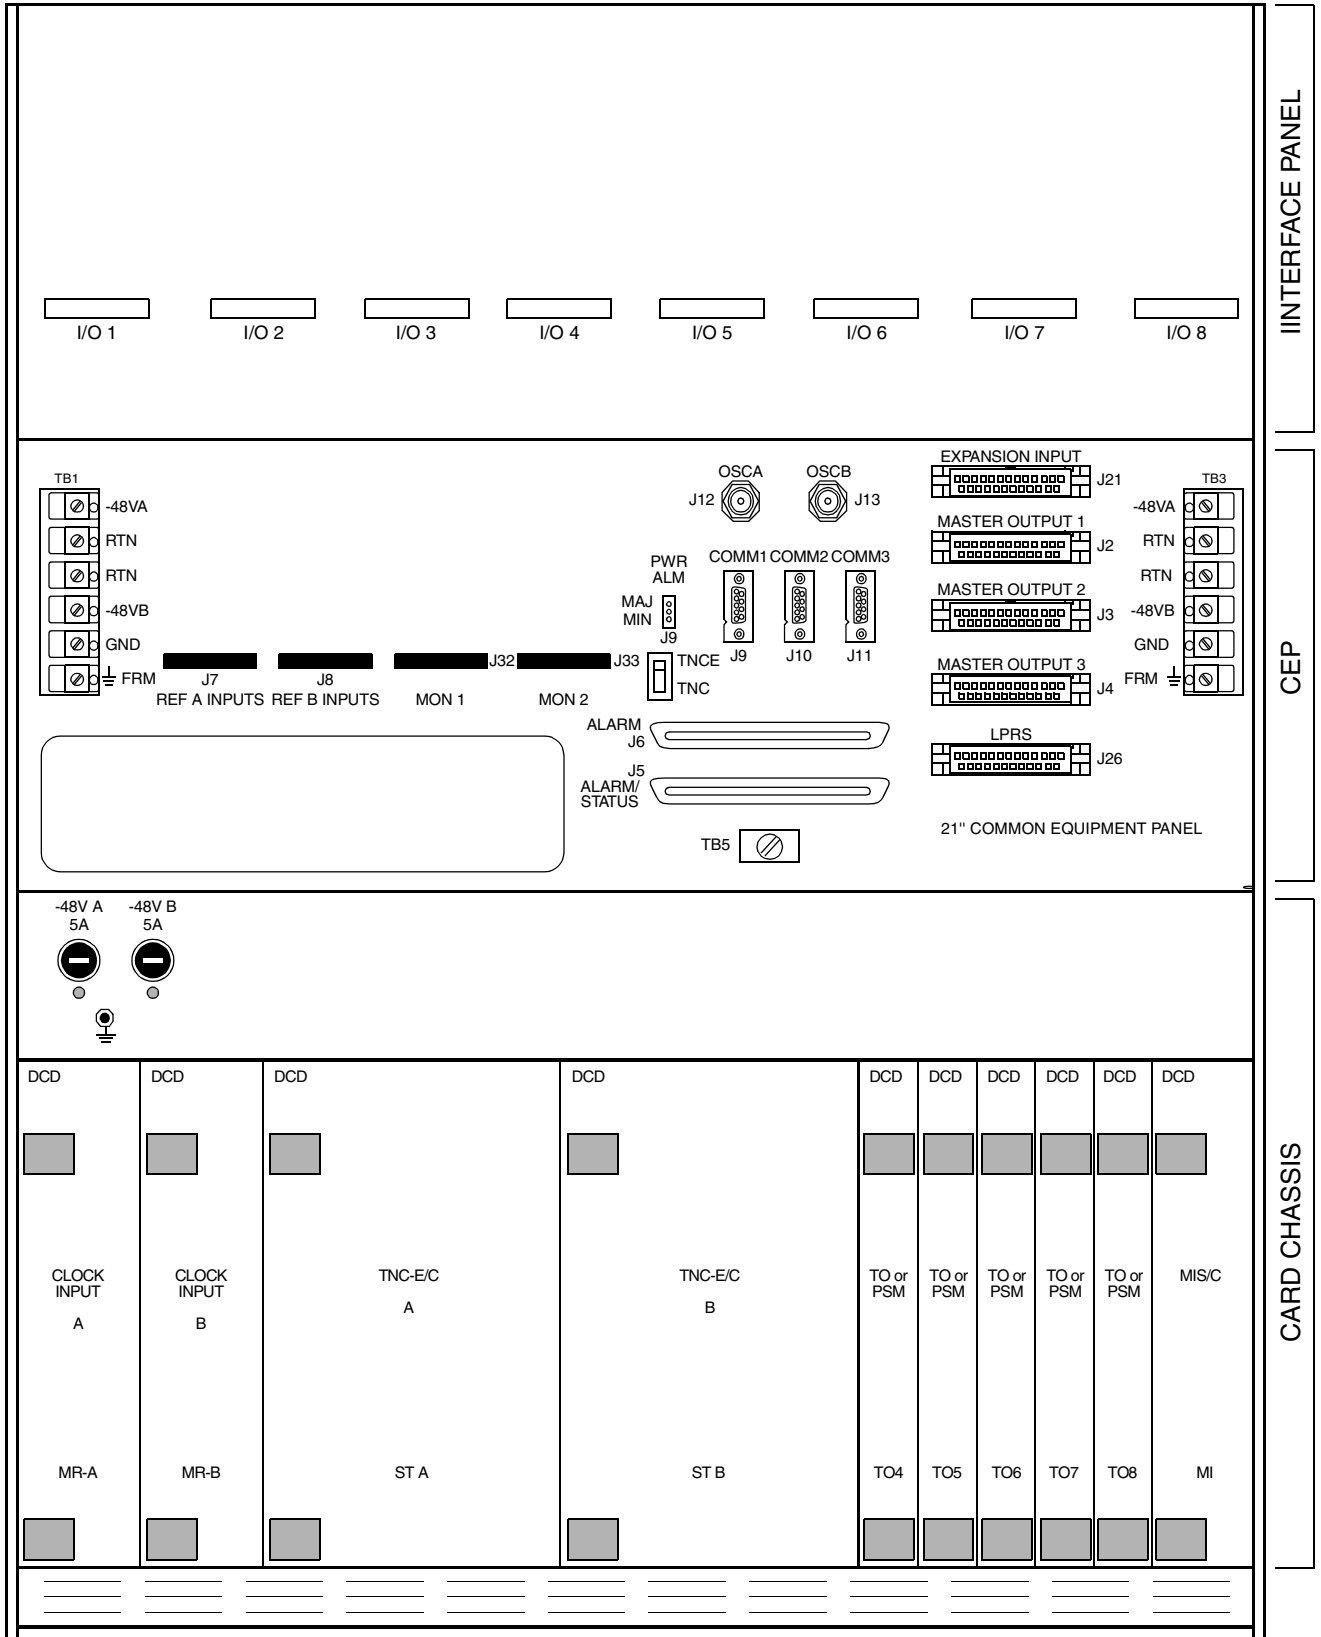 IINTERFACE PANEL
I/O 1 I/O 2 I/O 3 I/O 4 I/O 5 I/O 6 I/O 7 I/O 8
CEP
TB1
-48VA
RTN
RTN
-48VB
GND
FRM
J7
REF A INPUTS
J8
REF B INPUTS
J32
MON 1
J33
MON 2
PWR
ALM
MAJ
MIN
J9
TNCE
TNC
OSCA
J12
OSCB
J13
COMM1 COMM2 COMM3
J9 J10 J11
ALARM
J6
J5
ALARM/
STATUS
TB5
EXPANSION INPUT
J21
MASTER OUTPUT 1
J2
MASTER OUTPUT 2
J3
MASTER OUTPUT 3
J4
LPRS
J26
21" COMMON EQUIPMENT PANEL
TB3
-48VA
RTN
RTN
-48VB
GND
FRM
CARD CHASSIS
-48V A
5A
-48V B
5A
DCD DCD DCD DCD DCD DCD DCD DCD DCD DCD
CLOCK
INPUT
A
CLOCK
INPUT
B
TNC-E/C
A
TNC-E/C
B
TO or
PSM
TO or
PSM
TO or
PSM
TO or
PSM
TO or
PSM
MIS/C
MR-A MR-B ST A ST B TO4 TO5 TO6 TO7 TO8 MI